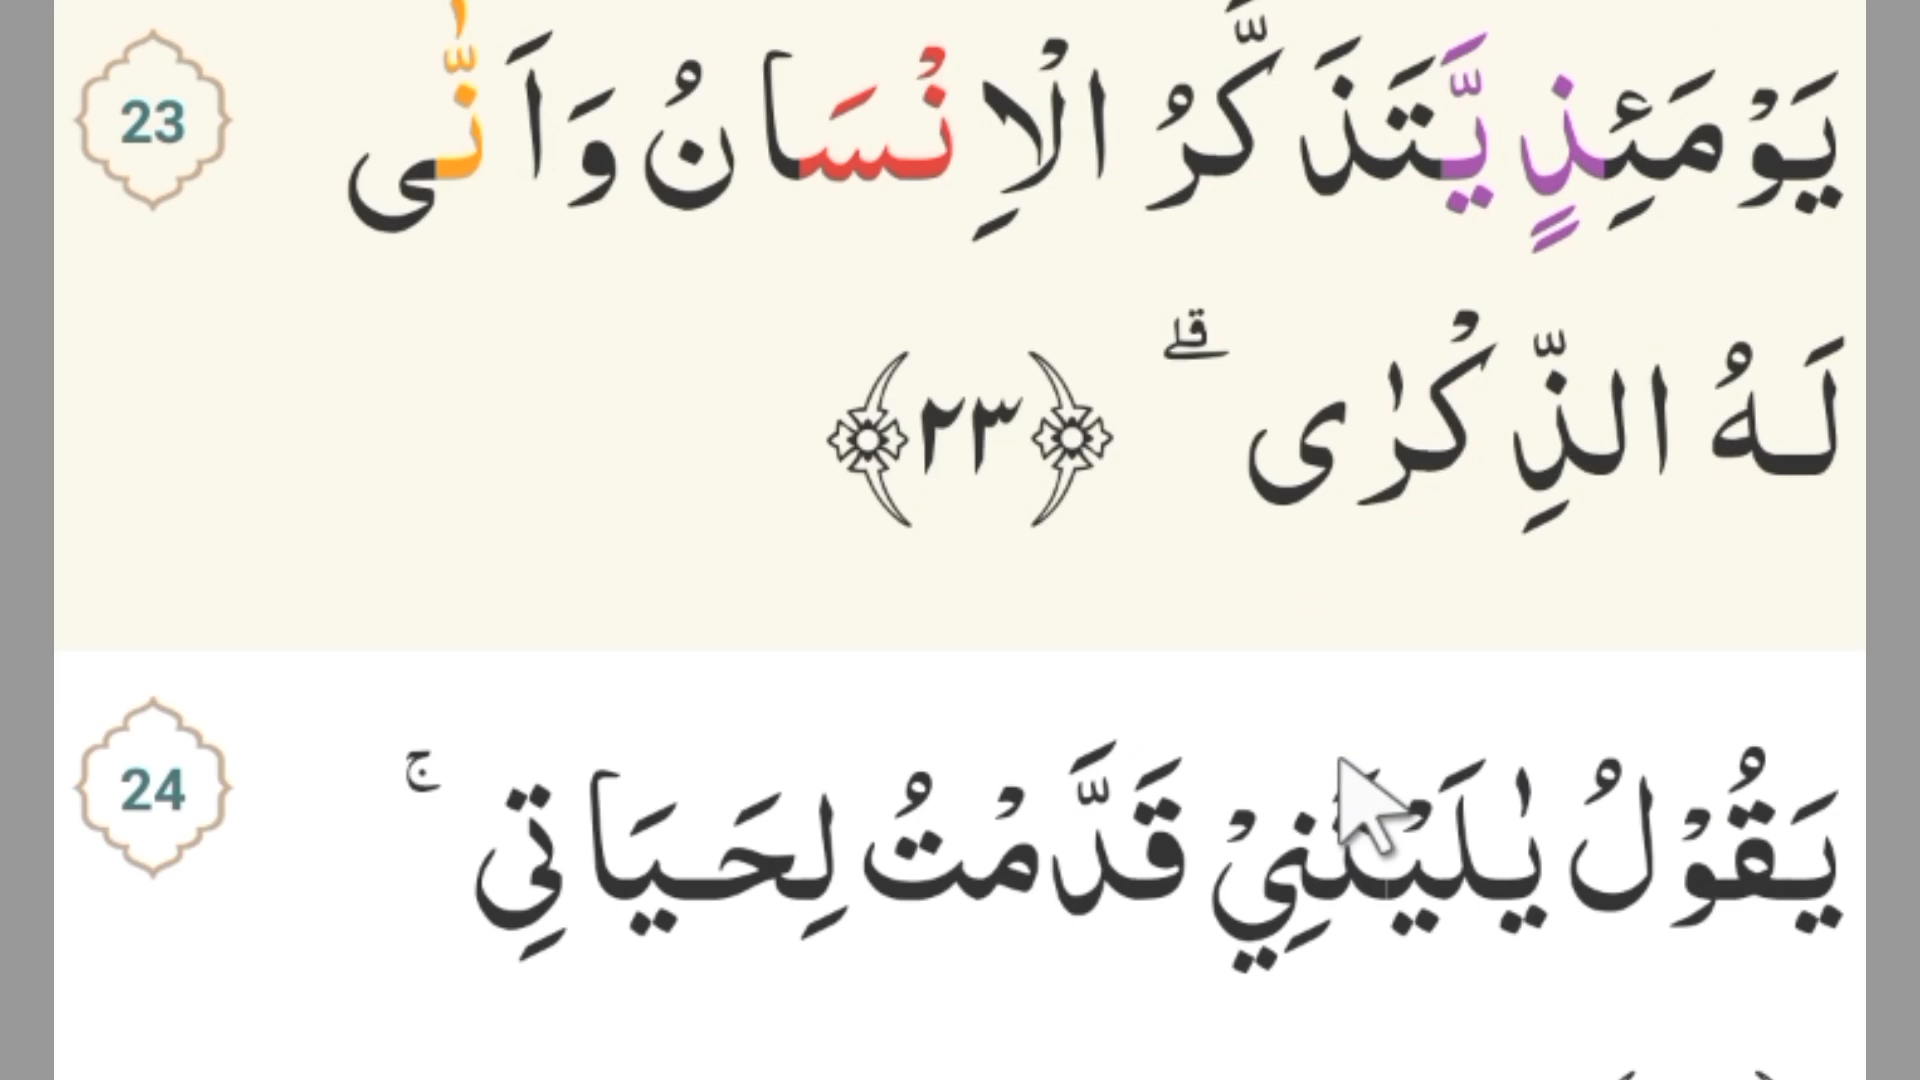 23
يَوْمَئِذٍ يَّتَذَكَّرُ الْاِنْسَانُ وَاَنّٰى
لَهُ الذِّكْرٰى ۗ ﴿٢٣﴾
24
يَقُوْلُ يٰلَيْتَنِيْ قَدَّمْتُ لِحَيَاتِي ۚ